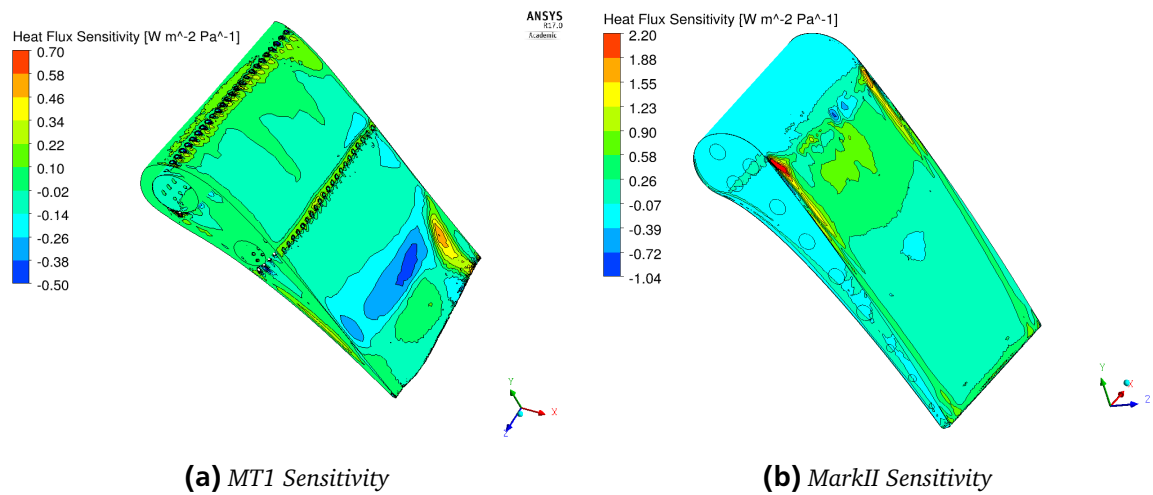 Heat Flux Sensitivity [W m^-2 Pa^-1]
0.70
0.58
0.46
0.34
0.22
0.10
-0.02
-0.14
-0.26
-0.38
-0.50
ANSYS
R17.0
Academic
Y
X
Z
Heat Flux Sensitivity [W m^-2 Pa^-1]
2.20
1.88
1.55
1.23
0.90
0.58
0.26
-0.07
-0.39
-0.72
-1.04
Y
X
Z
(a) MT1 Sensitivity
(b) MarkII Sensitivity